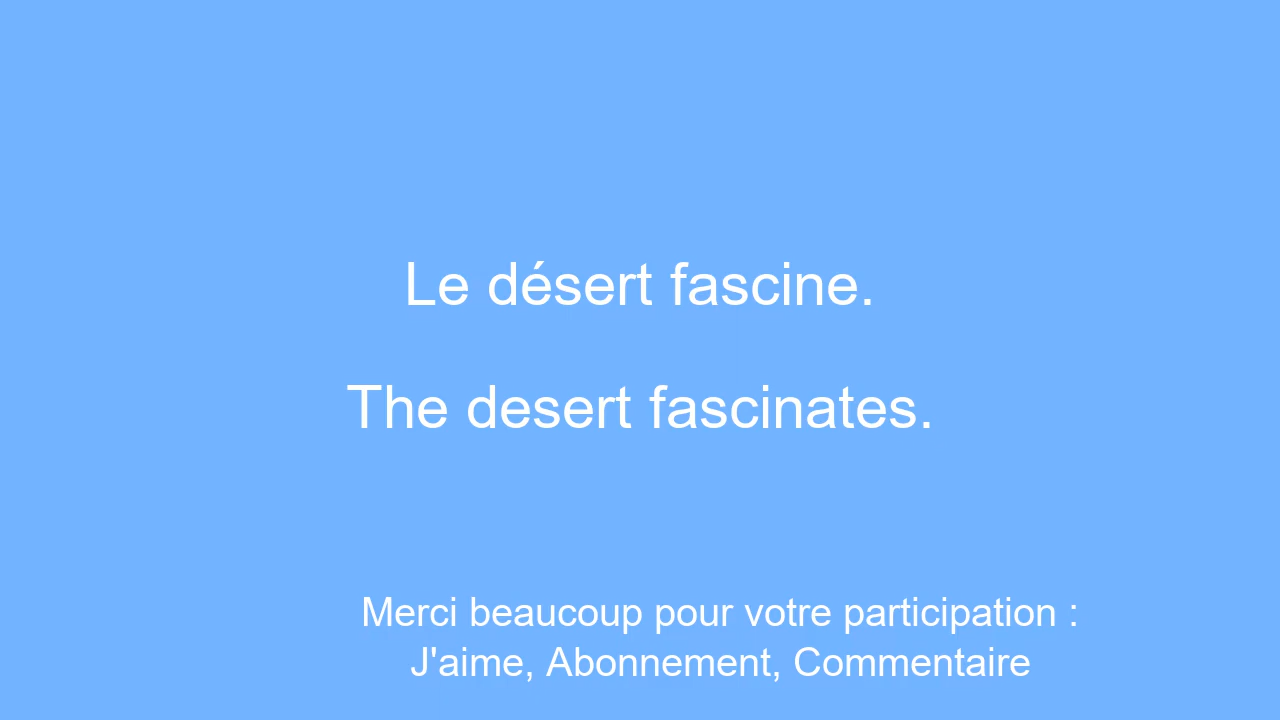 Le désert fascine.
The desert fascinates.
Merci beaucoup pour votre participation :
J'aime, Abonnement, Commentaire